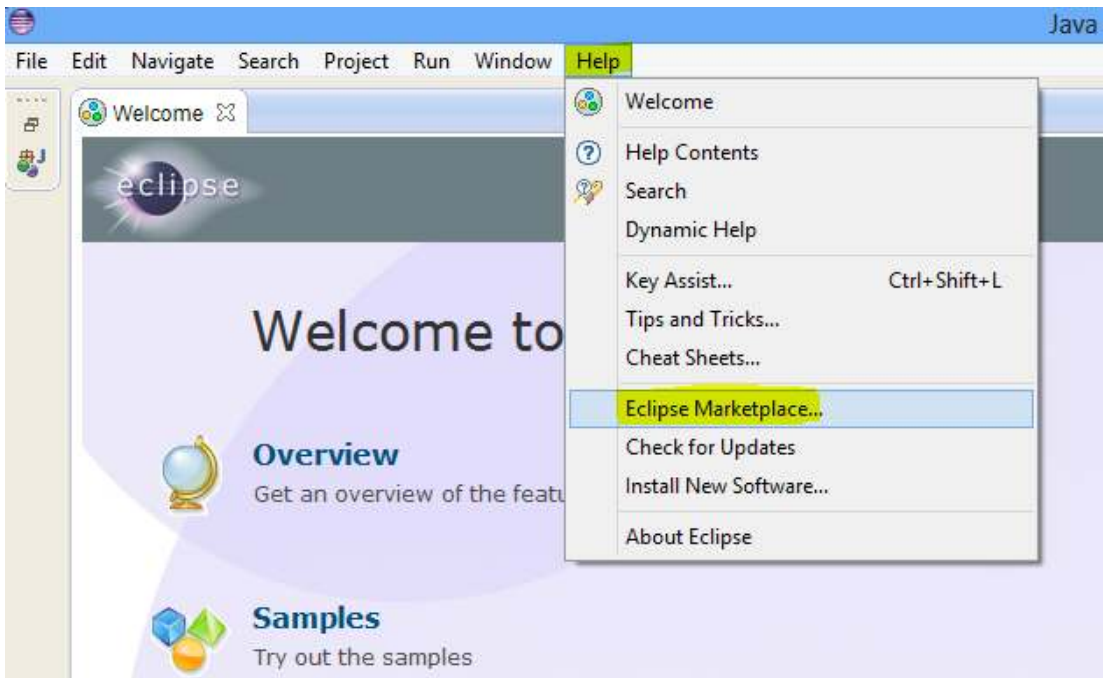 Java
File Edit Navigate Search Project Run Window Help
Welcome
eclipse
Welcome to
Overview
Get an overview of the featu
Samples
Try out the samples
Welcome
Help Contents
Search
Dynamic Help
Key Assist... Ctrl+Shift+L
Tips and Tricks...
Cheat Sheets...
Eclipse Marketplace...
Check for Updates
Install New Software...
About Eclipse